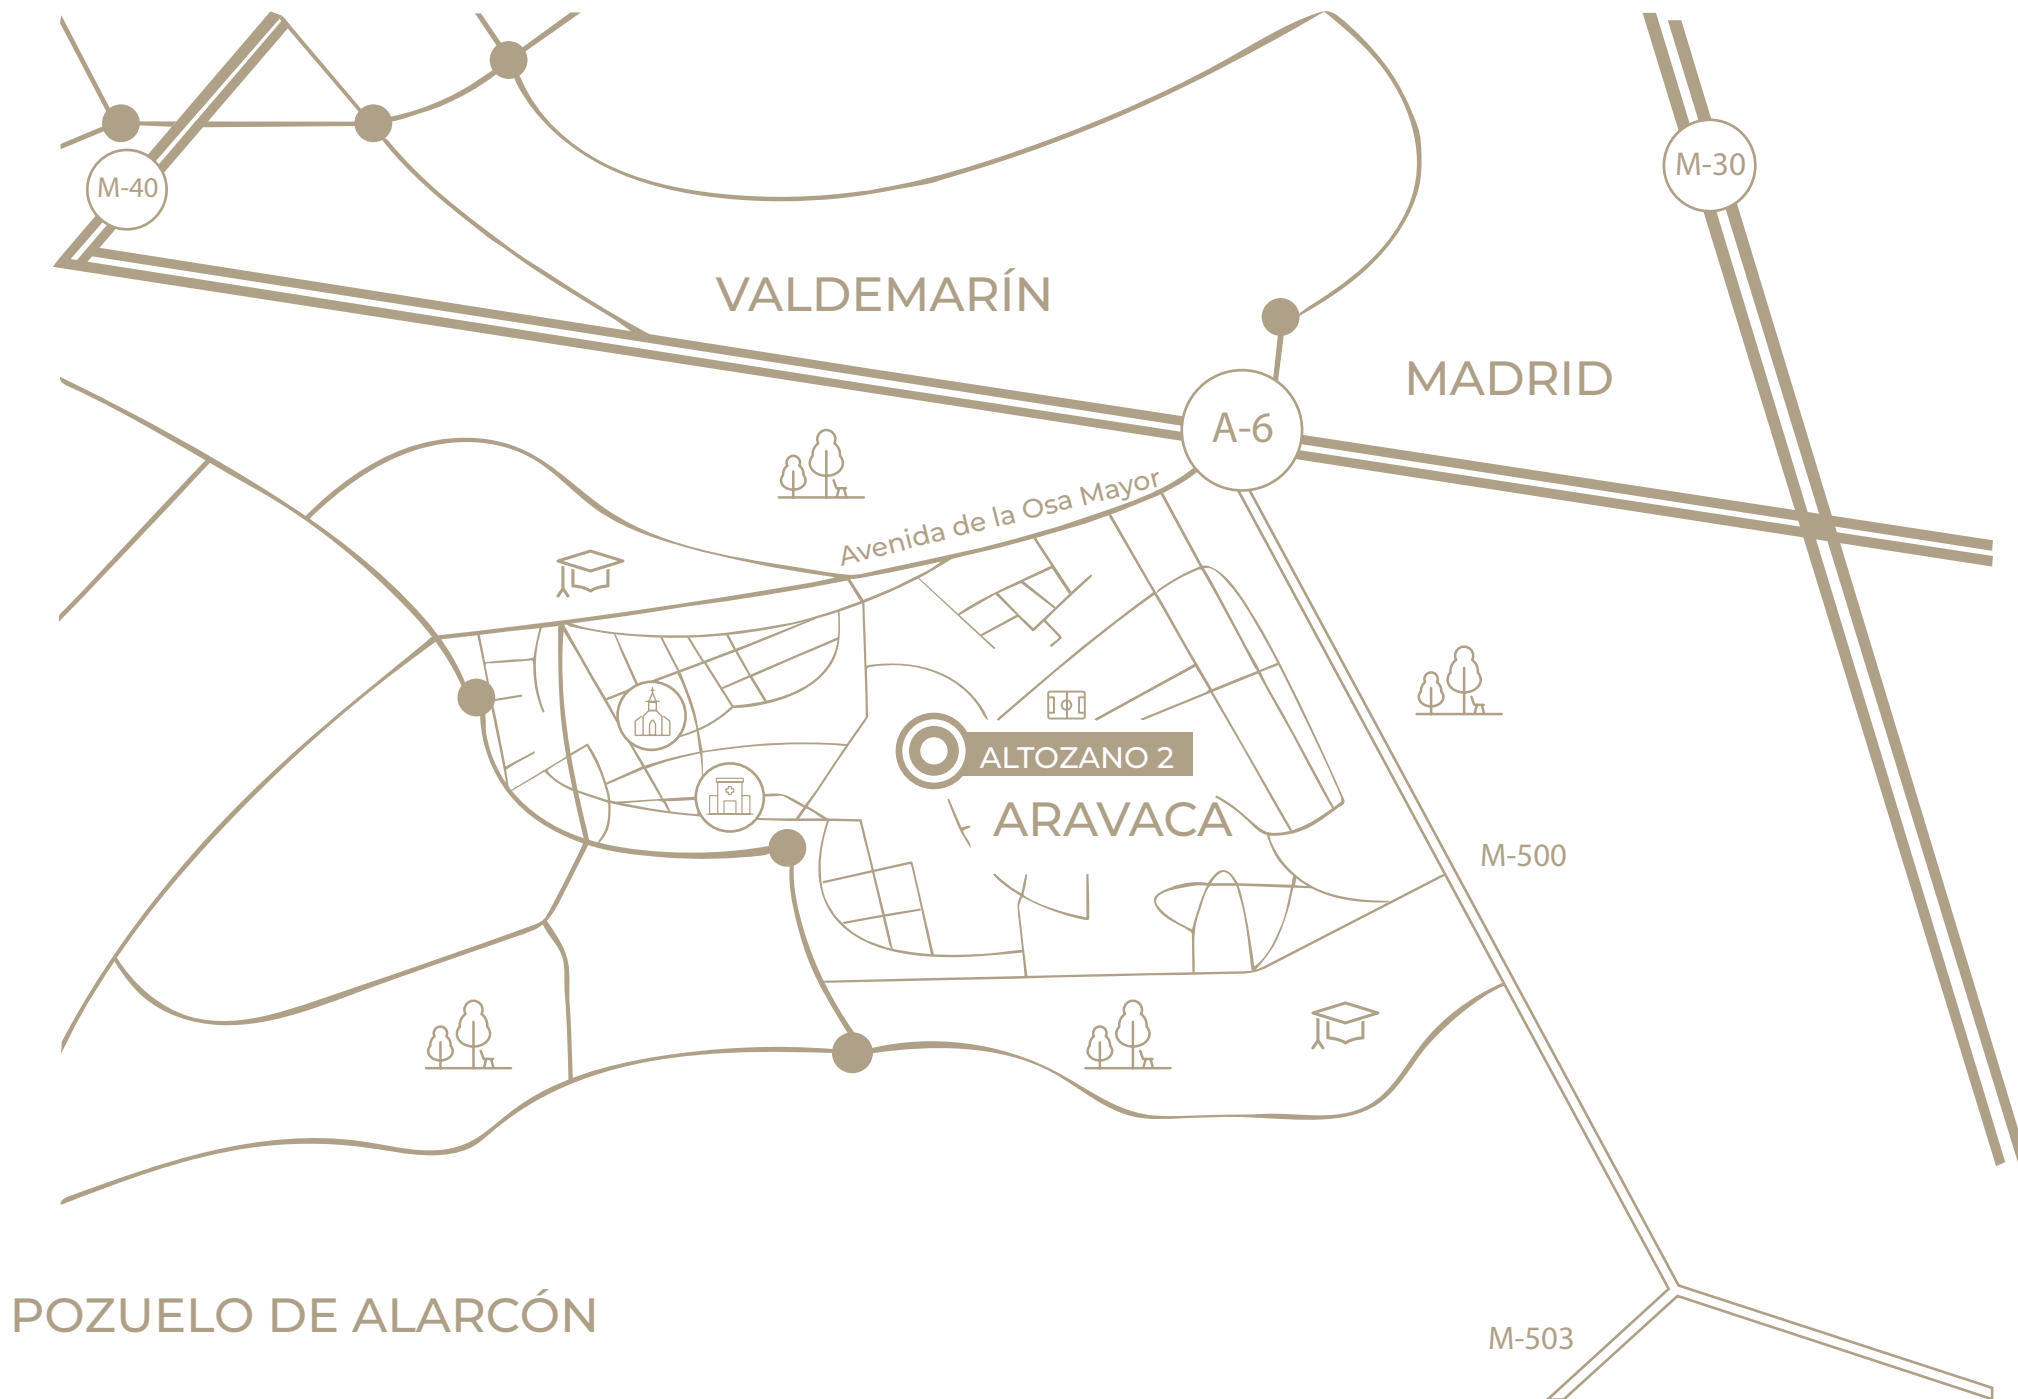 M-40
M-30
VALDEMARÍN
MADRID
A-6
Avenida de la Osa Mayor
ALTOZANO 2
ARAVACA
M-500
POZUELO DE ALARCÓN
M-503